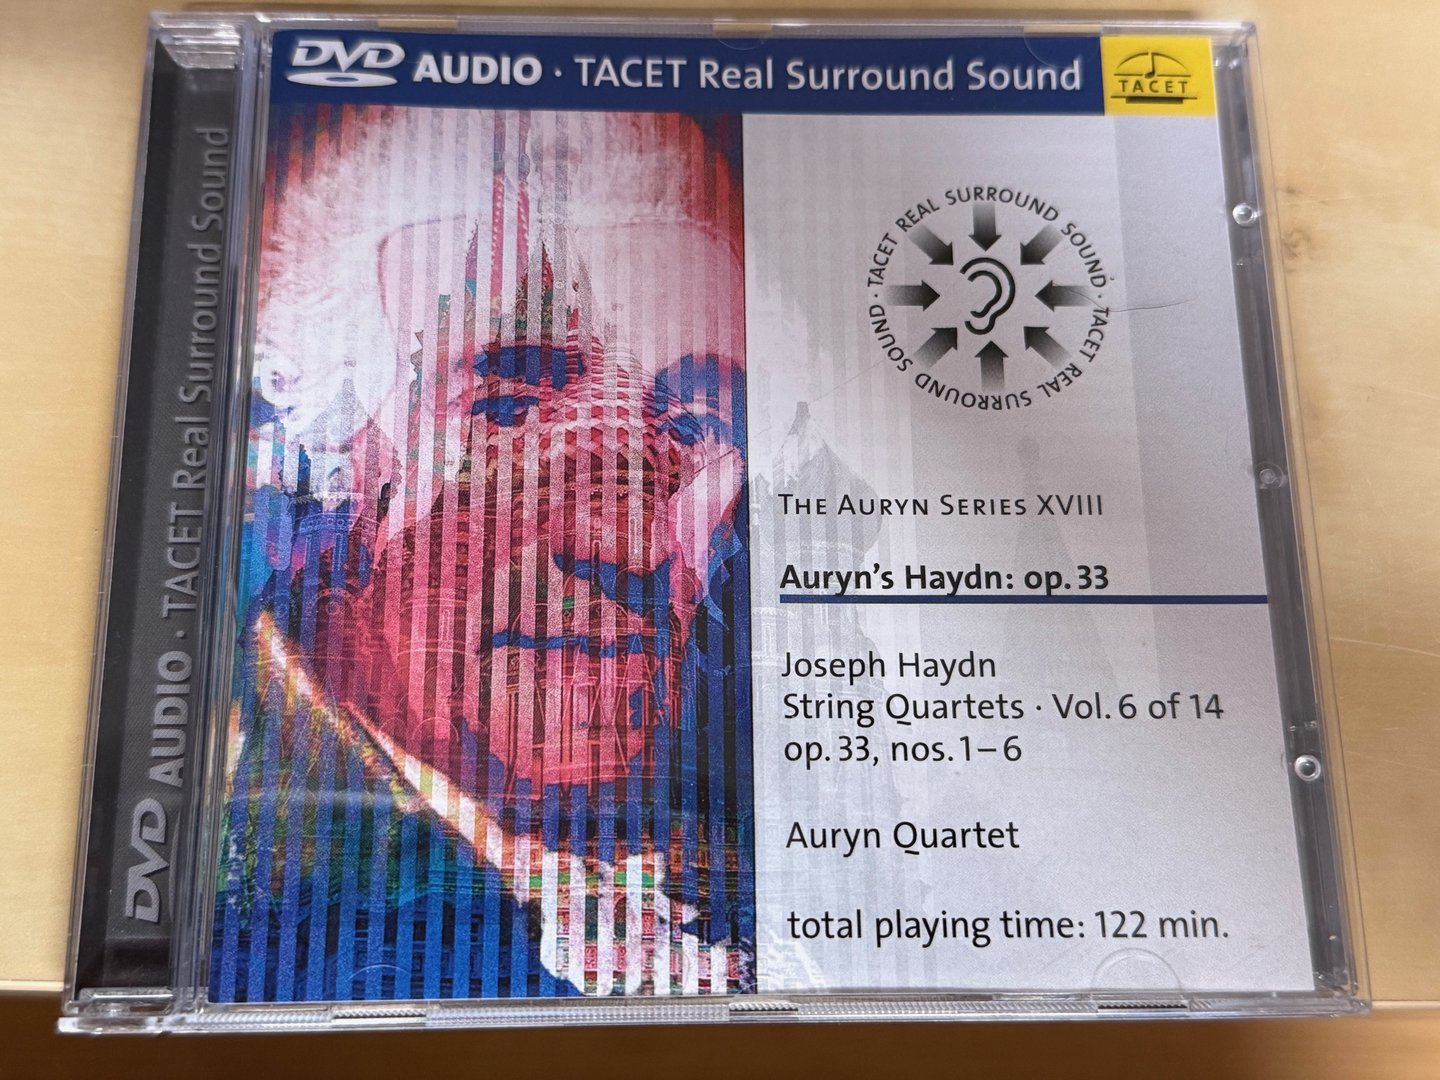 DVD AUDIO · TACET Real Surround Sound
TACET
DVD AUDIO · TACET Real Surround Sound
TACET REAL SURROUND SOUND · TACET REAL SURROUND SOUND ·
THE AURYN SERIES XVIII
Auryn's Haydn: op. 33
Joseph Haydn
String Quartets · Vol. 6 of 14
op. 33, nos. 1–6
Auryn Quartet
total playing time: 122 min.